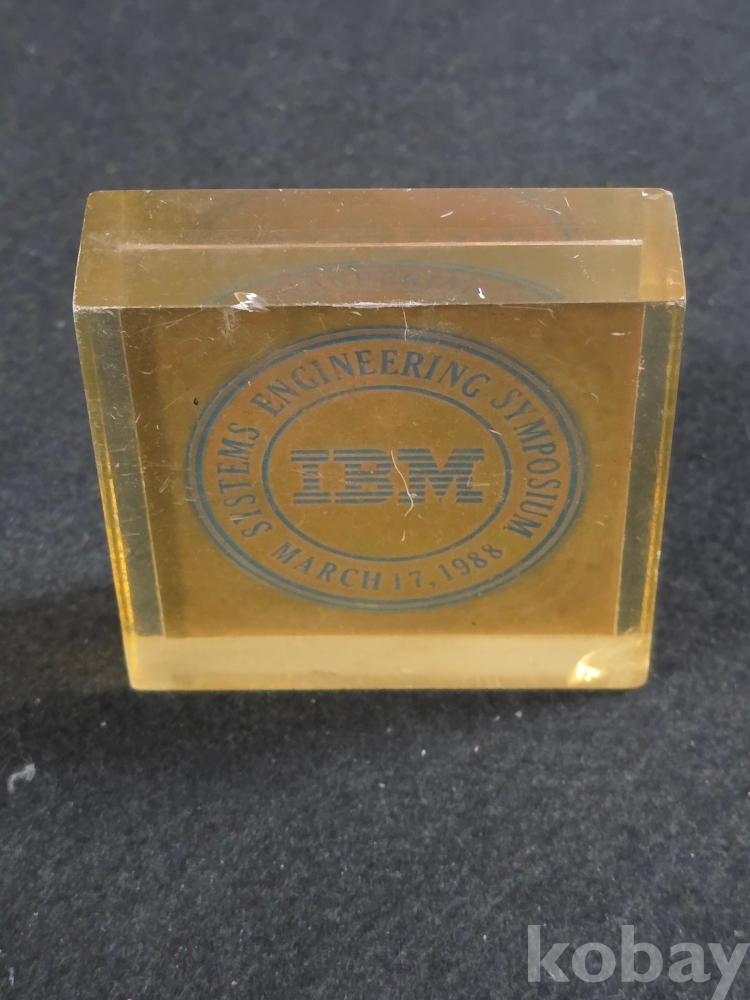 SYSTEMS ENGINEERING SYMPOSIUM
IBM
MARCH 17, 1988
kobay